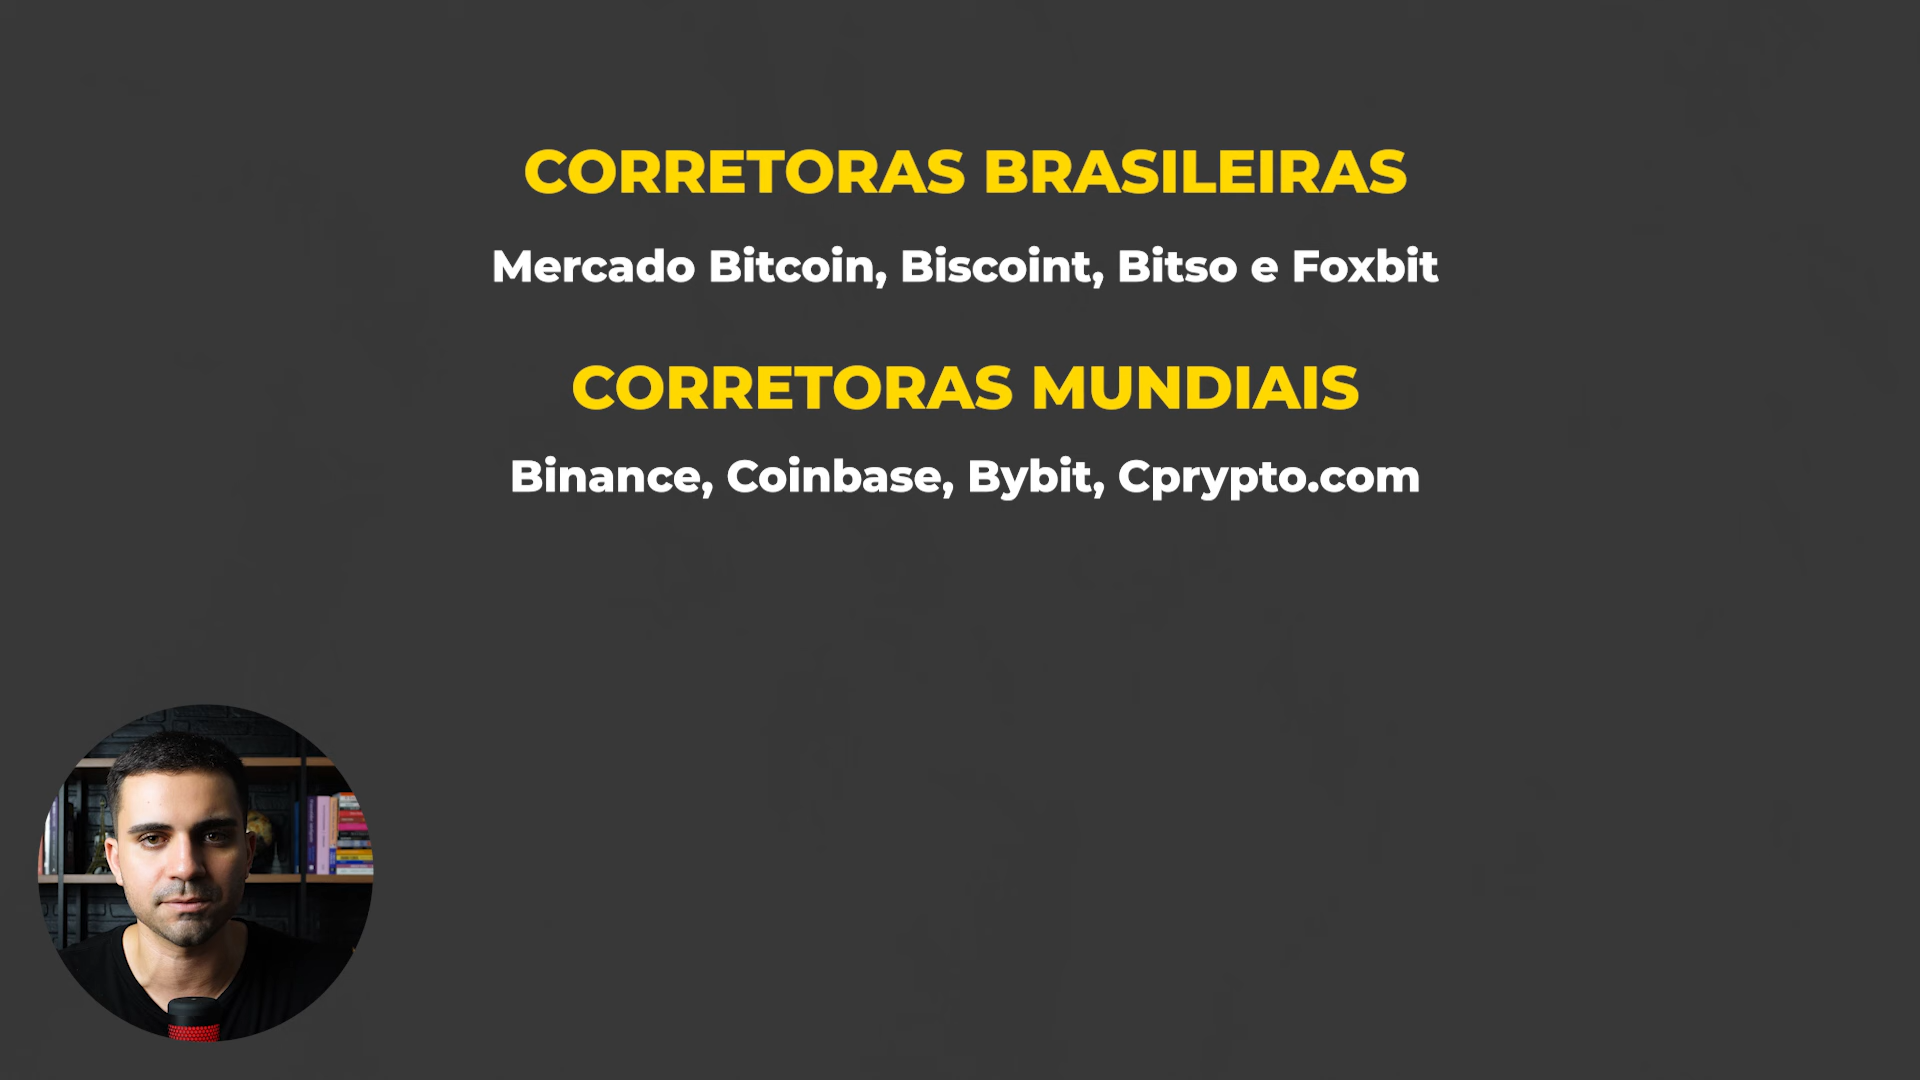 CORRETORAS BRASILEIRAS
Mercado Bitcoin, Biscoint, Bitso e Foxbit
CORRETORAS MUNDIAIS
Binance, Coinbase, Bybit, Cprypto.com